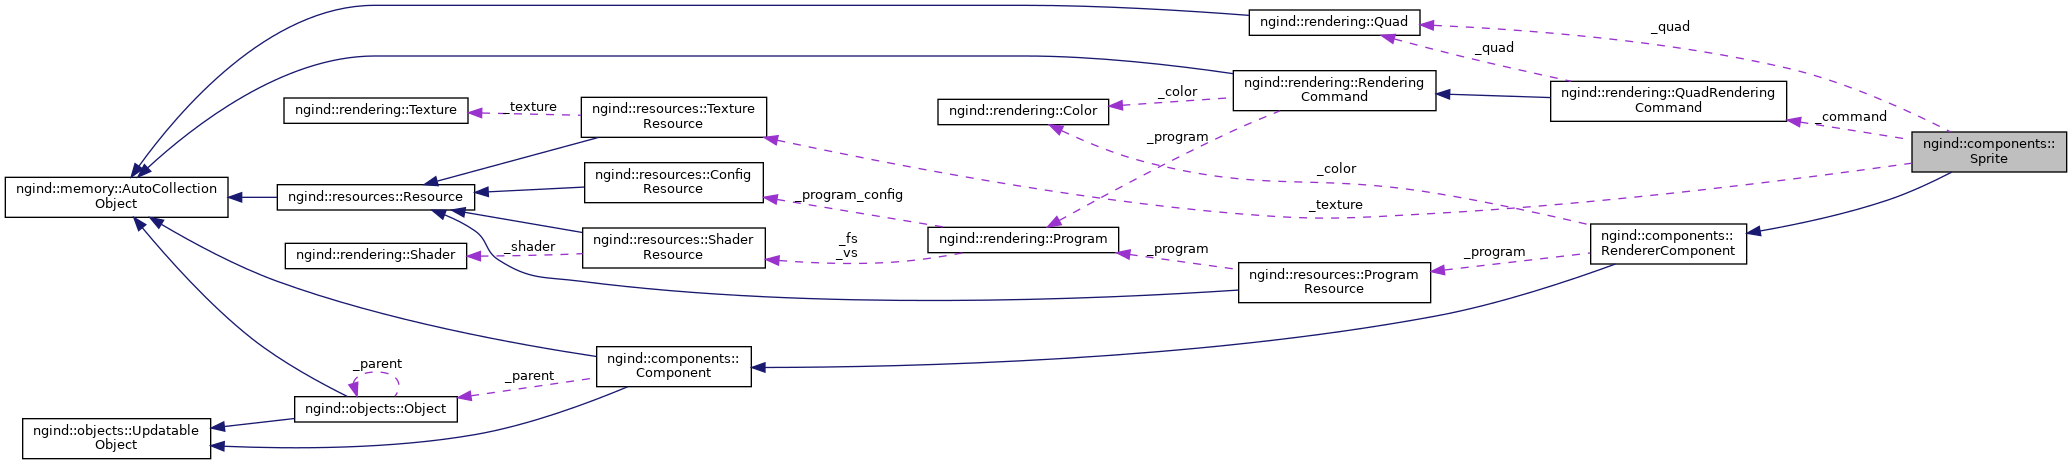 ngind::rendering::Quad
_quad
_quad
ngind::rendering::Rendering
Command
ngind::rendering::QuadRendering
Command
_color
ngind::rendering::Texture
_texture
ngind::resources::Texture
Resource
ngind::rendering::Color
_command
_program
ngind::components::
Sprite
_color
ngind::resources::Config
Resource
ngind::memory::AutoCollection
Object
ngind::resources::Resource
_program_config
_texture
ngind::rendering::Shader
_shader
ngind::resources::Shader
Resource
_fs
_vs
ngind::rendering::Program
_program
ngind::components::
RendererComponent
_program
ngind::resources::Program
Resource
_parent
_parent
ngind::components::
Component
ngind::objects::Object
ngind::objects::Updatable
Object